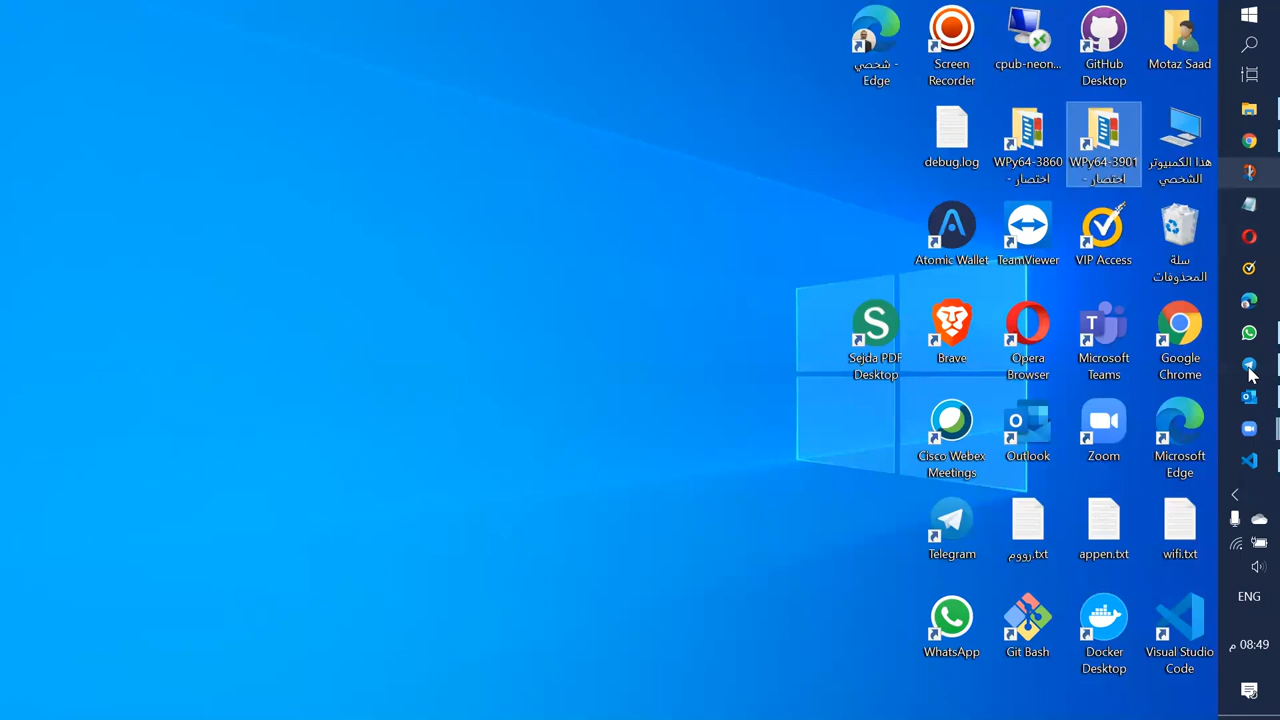 Motaz Saad
GitHub
Desktop
cpub-neon...
Screen
Recorder
شحصي -
Edge
هذا الكمبيوتر
الشخصي
WPy64-3901
اختصار -
WPy64-3860
اختصار -
debug.log
سلة
المحذوفات
VIP Access
TeamViewer
Atomic Wallet
Google
Chrome
Microsoft
Teams
Opera
Browser
Brave
Sejda PDF
Desktop
Microsoft
Edge
Zoom
Outlook
Cisco Webex
Meetings
wifi.txt
appen.txt
رووم.txt
Telegram
Visual Studio
Code
Docker
Desktop
Git Bash
WhatsApp
ENG
08:49 م